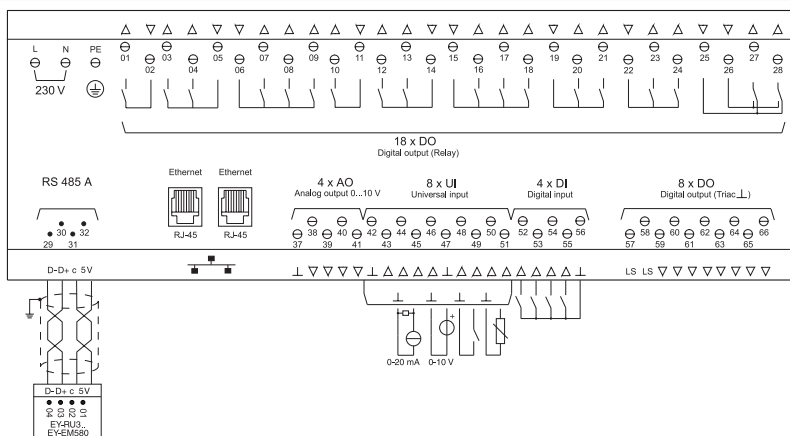 L N PE
230 V
01 02 03 04 05 06 07 08 09 10 11 12 13 14 15 16 17 18 19 20 21 22 23 24 25 26 27 28
18 x DO
Digital output (Relay)
RS 485 A
Ethernet Ethernet
RJ-45 RJ-45
4 x AO
Analog output 0...10 V
8 x UI
Universal input
4 x DI
Digital input
8 x DO
Digital output (Triac ⊥)
29 30 31 32
37 38 39 40 41 42 43 44 45 46 47 48 49 50 51 52 53 54 55 56 57 58 59 60 61 62 63 64 65 66
D- D+ c 5V
LS LS
+
0-20 mA 0-10 V
D- D+ c 5V
04 03 02 01
EY-RU3..
EY-EM580